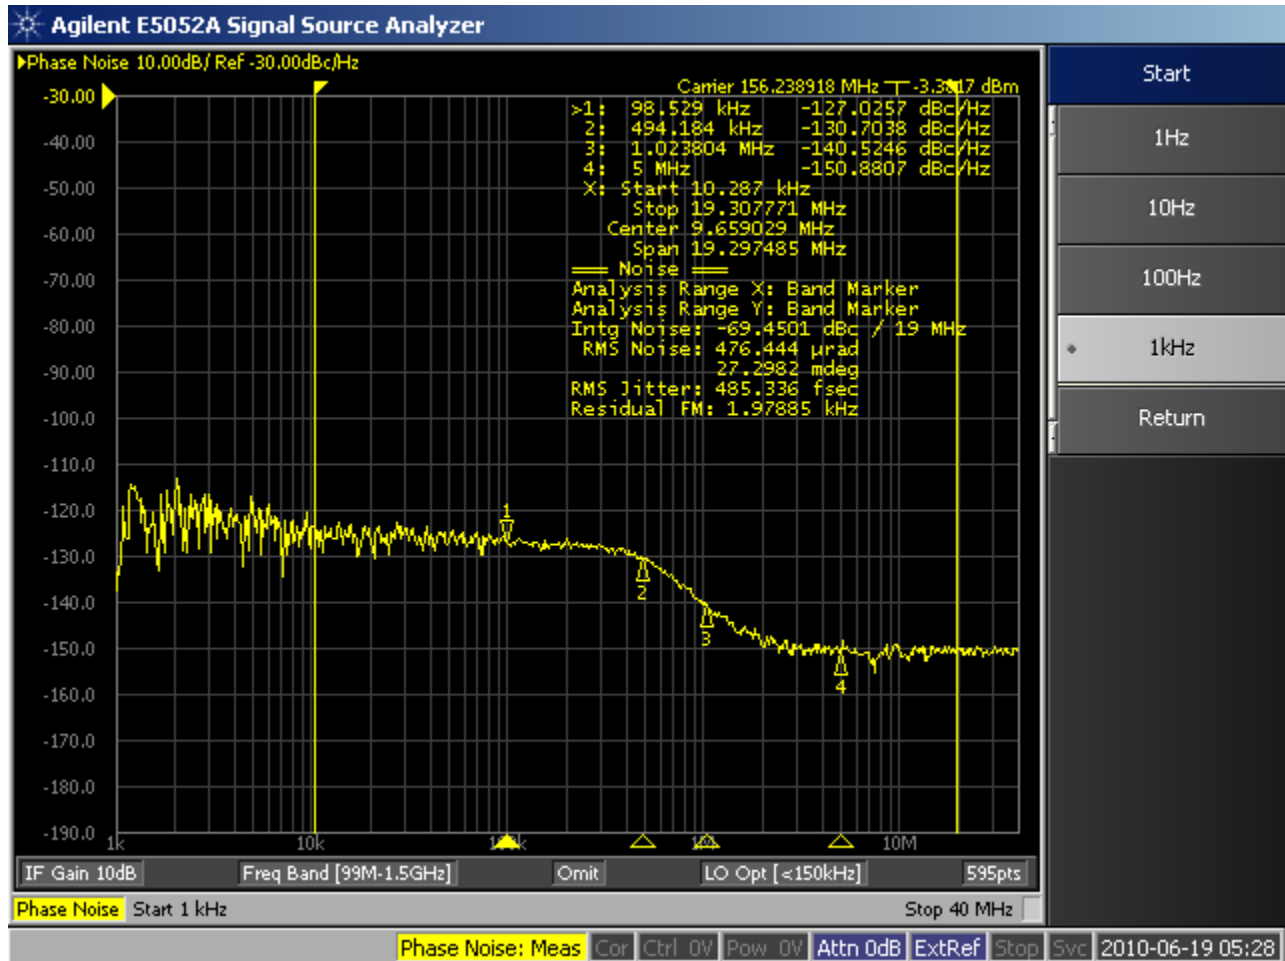 Agilent E5052A Signal Source Analyzer
Phase Noise 10.00dB/ Ref -30.00dBc/Hz
Carrier 156.238918 MHz -3.3617 dBm
>1: 98.529 kHz -127.0257 dBc/Hz
2: 494.184 kHz -130.7038 dBc/Hz
3: 1.023804 MHz -140.5246 dBc/Hz
4: 5 MHz -150.8807 dBc/Hz
X: Start 10.287 kHz
Stop 19.307771 MHz
Center 9.659029 MHz
Span 19.297485 MHz
=== Noise ===
Analysis Range X: Band Marker
Analysis Range Y: Band Marker
Intg Noise: -69.4501 dBc / 19 MHz
RMS Noise: 476.444 µrad
27.2982 mdeg
RMS Jitter: 485.336 fsec
Residual FM: 1.97885 kHz
-30.00
-40.00
-50.00
-60.00
-70.00
-80.00
-90.00
-100.0
-110.0
-120.0
-130.0
-140.0
-150.0
-160.0
-170.0
-180.0
-190.0
1
2
3
4
1k 10k 10M
IF Gain 10dB Freq Band [99M-1.5GHz] Omit LO Opt [<150kHz] 595pts
Phase Noise Start 1 kHz Stop 40 MHz
Phase Noise: Meas Cor Ctrl 0V Pow 0V Attn 0dB ExtRef Stop Svc 2010-06-19 05:28
Start
1Hz
10Hz
100Hz
1kHz
Return